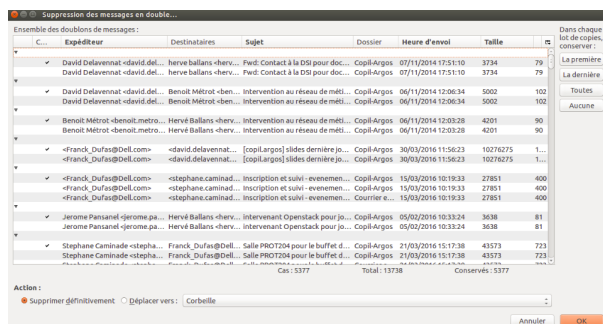 Suppression des messages en double...
Ensemble des doublons de messages :
Dans chaque lot de copies, conserver :
C... Expéditeur Destinataires Sujet Dossier Heure d'envoi Taille
David Delavennat <david.del... herve ballans <herv... Fwd: Contact à la DSI pour doc... Copil-Argos 07/11/2014 17:51:10 3734 79
David Delavennat <david.del... herve ballans <herv... Fwd: Contact à la DSI pour doc... Copil-Argos 07/11/2014 17:51:10 3734 79
David Delavennat <david.del... Benoit Métrot <ben... Intervention au réseau de méti... Copil-Argos 06/11/2014 12:06:34 5002 102
David Delavennat <david.del... Benoit Métrot <ben... Intervention au réseau de méti... Copil-Argos 06/11/2014 12:06:34 5002 102
Benoit Métrot <benoit.metro... Hervé Ballans <herv... Intervention au réseau de méti... Copil-Argos 06/11/2014 12:03:28 4201 90
Benoit Métrot <benoit.metro... Hervé Ballans <herv... Intervention au réseau de méti... Copil-Argos 06/11/2014 12:03:28 4201 90
<Franck_Dufas@Dell.com> <david.delavennat... [copil.argos] slides dernière jo... Copil-Argos 30/03/2016 11:56:23 10276275 1...
<Franck_Dufas@Dell.com> <david.delavennat... [copil.argos] slides dernière jo... Copil-Argos 30/03/2016 11:56:23 10276275 1...
<Franck_Dufas@Dell.com> <stephane.caminad... Inscription et suivi - evenemen... Copil-Argos 15/03/2016 10:19:33 27851 400
<Franck_Dufas@Dell.com> <stephane.caminad... Inscription et suivi - evenemen... Copil-Argos 15/03/2016 10:19:33 27851 400
<Franck_Dufas@Dell.com> <stephane.caminad... Inscription et suivi - evenemen... Courrier e... 15/03/2016 10:19:33 27851 400
Jerome Pansanel <jerome.pa... Hervé Ballans <herv... intervenant Openstack pour jo... Copil-Argos 05/02/2016 10:33:24 3638 81
Jerome Pansanel <jerome.pa... Hervé Ballans <herv... intervenant Openstack pour jo... Copil-Argos 05/02/2016 10:33:24 3638 81
Stephane Caminade <stepha... Franck_Dufas@Dell... Salle PROT204 pour le buffet d... Copil-Argos 21/03/2016 15:17:38 43573 723
Stephane Caminade <stepha... Franck_Dufas@Dell... Salle PROT204 pour le buffet d... Copil-Argos 21/03/2016 15:17:38 43573 723
La première
La dernière
Toutes
Aucune
Cas : 5377 Total : 13738 Conservés : 5377
Action :
Supprimer définitivement Déplacer vers : Corbeille
Annuler OK